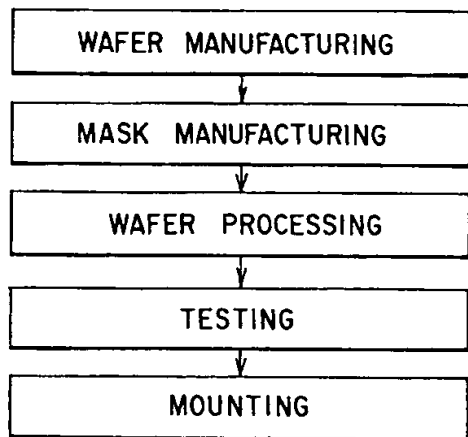 WAFER MANUFACTURING
MASK MANUFACTURING
WAFER PROCESSING
TESTING
MOUNTING